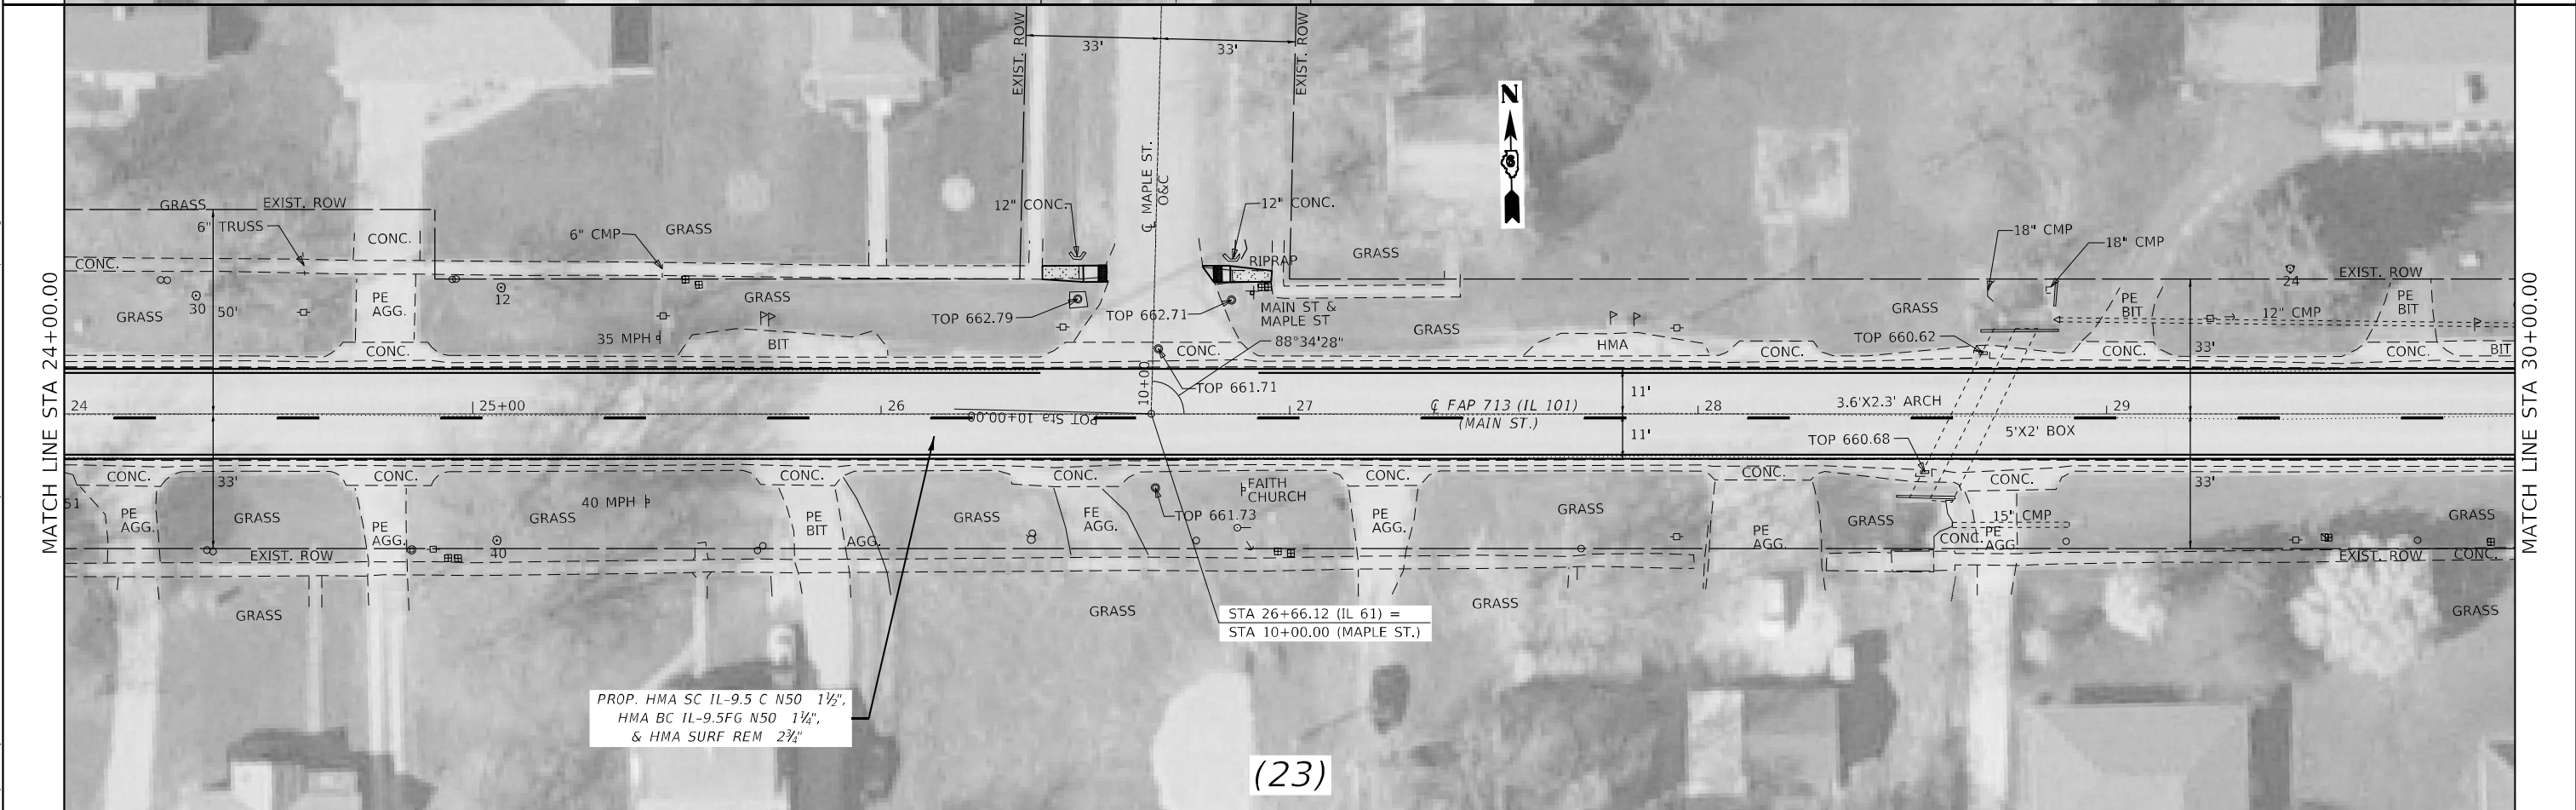 EXIST. ROW
33'
33'
EXIST. ROW
N
℄ MAPLE ST.
O&C
GRASS
EXIST. ROW
6" TRUSS
CONC.
6" CMP
GRASS
12" CONC.
12" CONC.
RIPRAP
GRASS
18" CMP
18" CMP
24
EXIST. ROW
CONC.
30
50'
GRASS
PE
AGG.
12
GRASS
35 MPH
BIT
CONC.
TOP 662.79
TOP 662.71
MAIN ST &
MAPLE ST
88°34'28"
CONC.
GRASS
HMA
CONC.
GRASS
TOP 660.62
PE
BIT
12" CMP
PE
BIT
33'
CONC.
CONC.
BIT
MATCH LINE STA 24+00.00
MATCH LINE STA 30+00.00
TOP 661.71
10+00
11'
24
25+00
26
POT Sta 10+00.00
27
℄ FAP 713 (IL 101)
(MAIN ST.)
28
3.6'X2.3' ARCH
29
11'
TOP 660.68
5'X2' BOX
CONC.
33'
CONC.
CONC.
CONC.
FAITH
CHURCH
CONC.
CONC.
CONC.
33'
51
PE
AGG.
GRASS
PE
AGG.
GRASS
40 MPH
PE
BIT
AGG.
GRASS
FE
AGG.
TOP 661.73
PE
AGG.
GRASS
PE
AGG.
GRASS
15" CMP
CONC.
PE
AGG.
GRASS
EXIST. ROW
40
EXIST. ROW
CONC.
GRASS
GRASS
GRASS
GRASS
STA 26+66.12 (IL 61) =
STA 10+00.00 (MAPLE ST.)
PROP. HMA SC IL-9.5 C N50 1½",
HMA BC IL-9.5FG N50 1¼",
& HMA SURF REM 2¾"
(23)